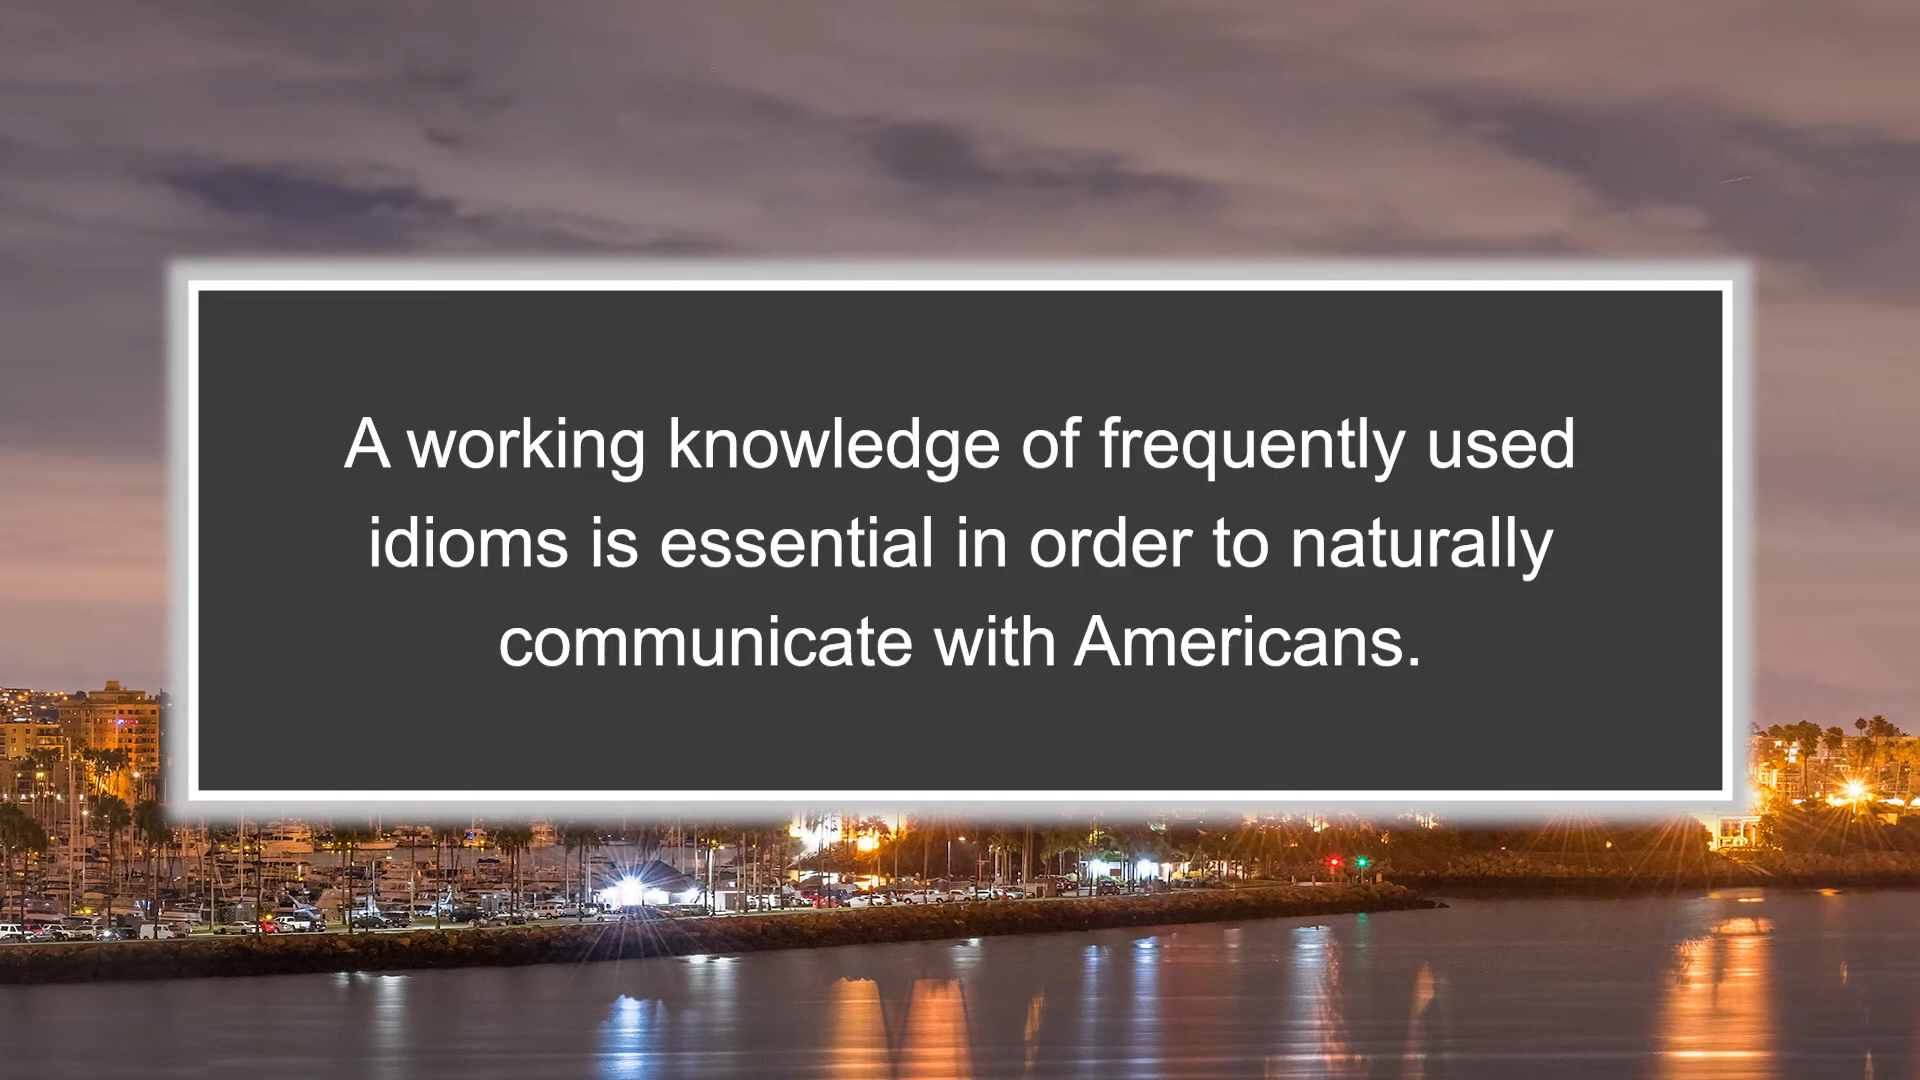 A working knowledge of frequently used
idioms is essential in order to naturally
communicate with Americans.